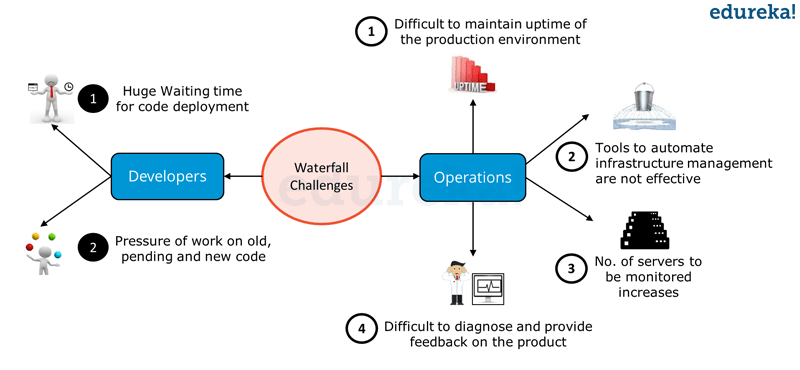 edureka!
1
Difficult to maintain uptime of
the production environment
UPTIME
1
Huge Waiting time
for code deployment
2
Tools to automate
infrastructure management
are not effective
Developers
Waterfall
Challenges
Operations
edureka!
2
Pressure of work on old,
pending and new code
3
No. of servers to
be monitored
increases
4
Difficult to diagnose and provide
feedback on the product